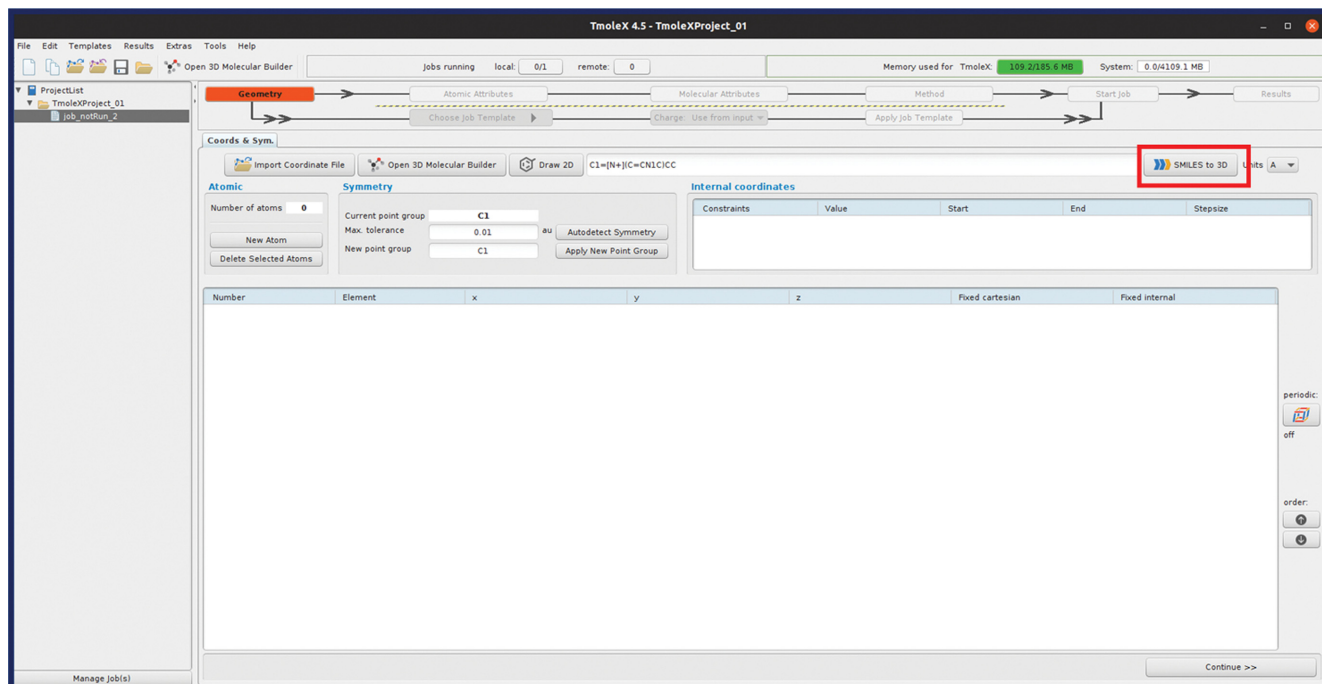 TmoleX 4.5 - TmoleXProject_01
File Edit Templates Results Extras Tools Help
Open 3D Molecular Builder Jobs running local: 0/1 remote: 0 Memory used for TmoleX: 109.2/185.6 MB System: 0.0/4109.1 MB
ProjectList
TmoleXProject_01
job_notRun_2
Manage Job(s)
Geometry Atomic Attributes Molecular Attributes Method Start Job Results
Choose Job Template Charge: Use from input Apply Job Template
Coords & Sym.
Import Coordinate File Open 3D Molecular Builder Draw 2D C1=[N+](C=CN1C)CC SMILES to 3D Units A
Atomic Symmetry Internal coordinates
Number of atoms 0
New Atom
Delete Selected Atoms
Current point group C1
Max. tolerance 0.01 au Autodetect Symmetry
New point group C1 Apply New Point Group
Constraints Value Start End Stepsize
Number Element x y z Fixed cartesian Fixed internal
periodic:
off
order:
Continue >>